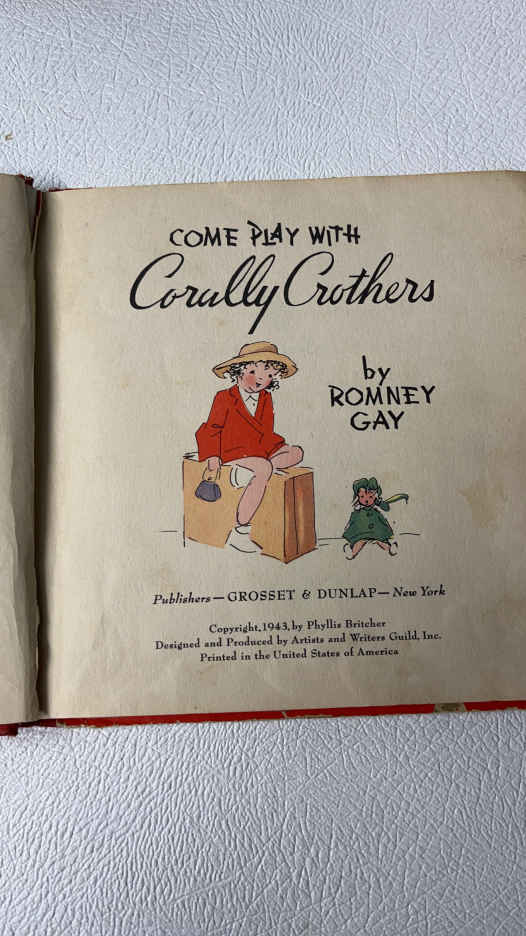 COME PLAY WITH
Corally Crothers
by
ROMNEY
GAY
Publishers—GROSSET & DUNLAP—New York
Copyright, 1943, by Phyllis Britcher
Designed and Produced by Artists and Writers Guild, Inc.
Printed in the United States of America